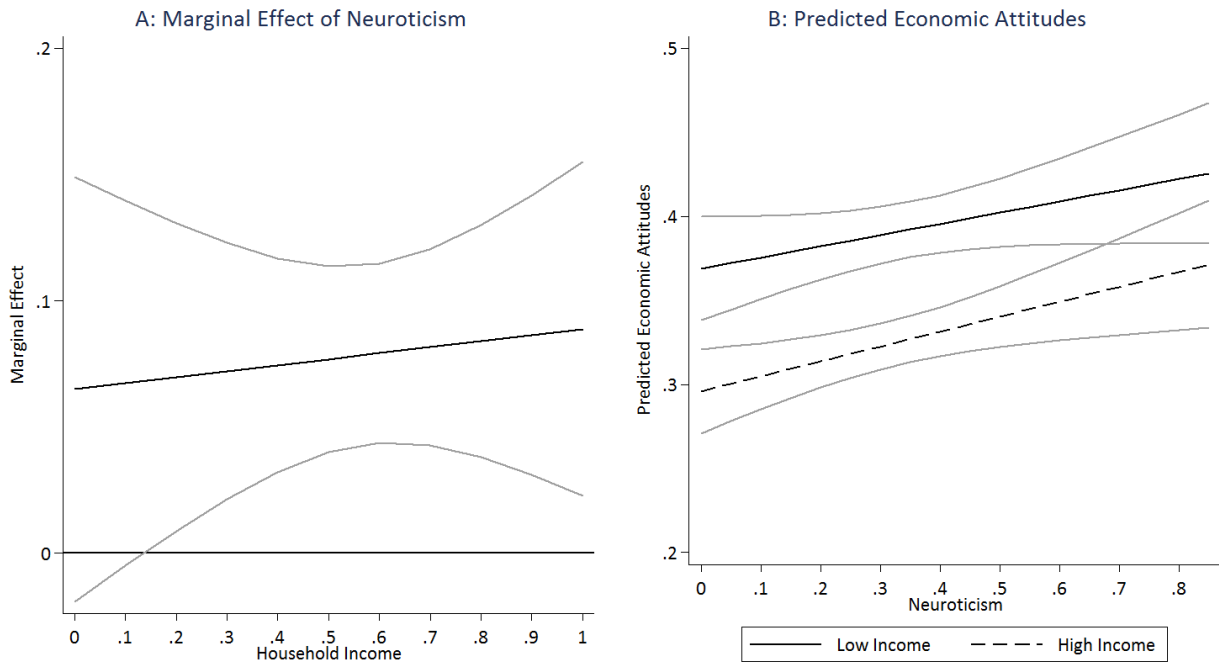 A: Marginal Effect of Neuroticism
.2
.1
0
Marginal Effect
0 .1 .2 .3 .4 .5 .6 .7 .8 .9 1
Household Income
B: Predicted Economic Attitudes
.5
.4
.3
.2
Predicted Economic Attitudes
0 .1 .2 .3 .4 .5 .6 .7 .8
Neuroticism
Low Income High Income